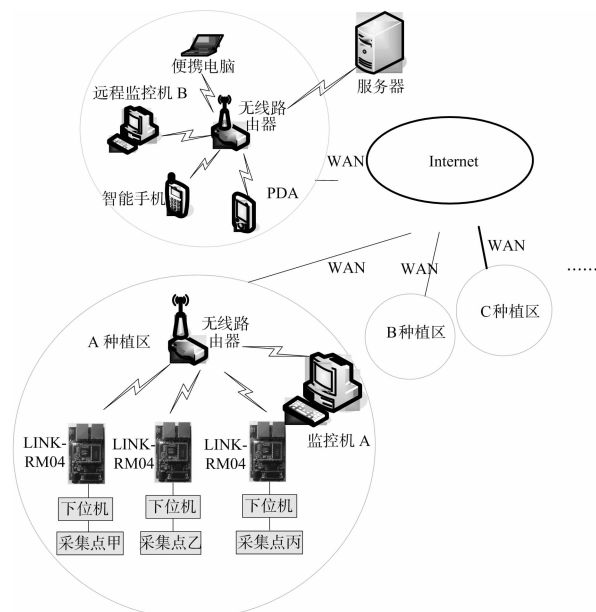 便携电脑
服务器
远程监控机 B
无线路
由器
WAN
Internet
智能手机
PDA
WAN
WAN
WAN
……
A 种植区
无线路
由器
B种植区
C种植区
LINK-
RM04
LINK-
RM04
LINK-
RM04
监控机 A
下位机
下位机
下位机
采集点甲
采集点乙
采集点丙